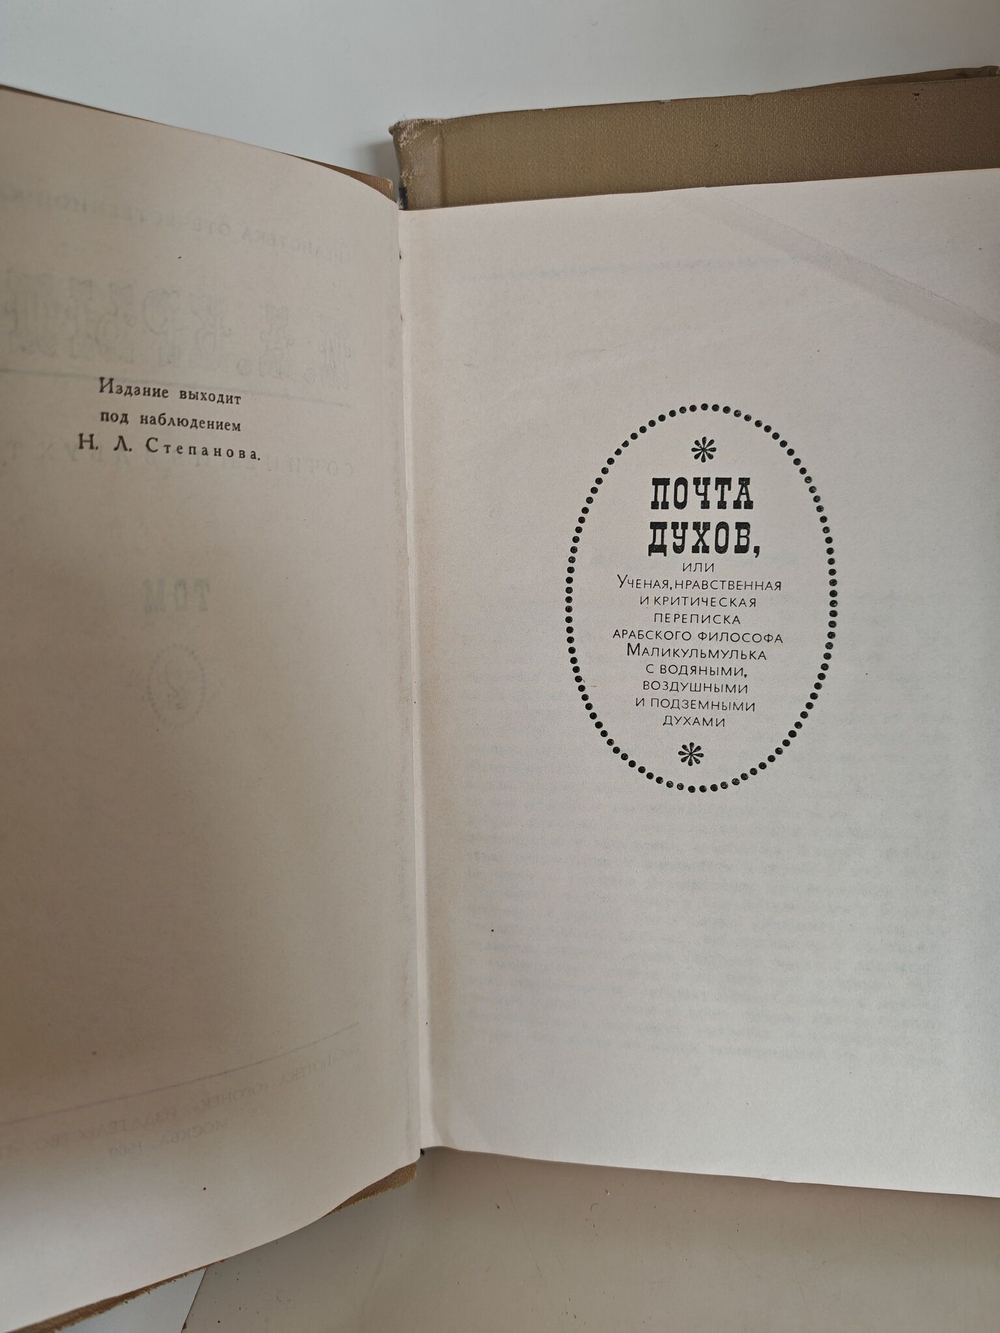 Издание выходит
под наблюдением
Н. Л. Степанова.
ПОЧТА
ДУХОВ,
ИЛИ
УЧЕНАЯ, НРАВСТВЕННАЯ
И КРИТИЧЕСКАЯ
ПЕРЕПИСКА
АРАБСКОГО ФИЛОСОФА
МАЛИКУЛЬМУЛЬКА
С ВОДЯНЫМИ,
ВОЗДУШНЫМИ
И ПОДЗЕМНЫМИ
ДУХАМИ